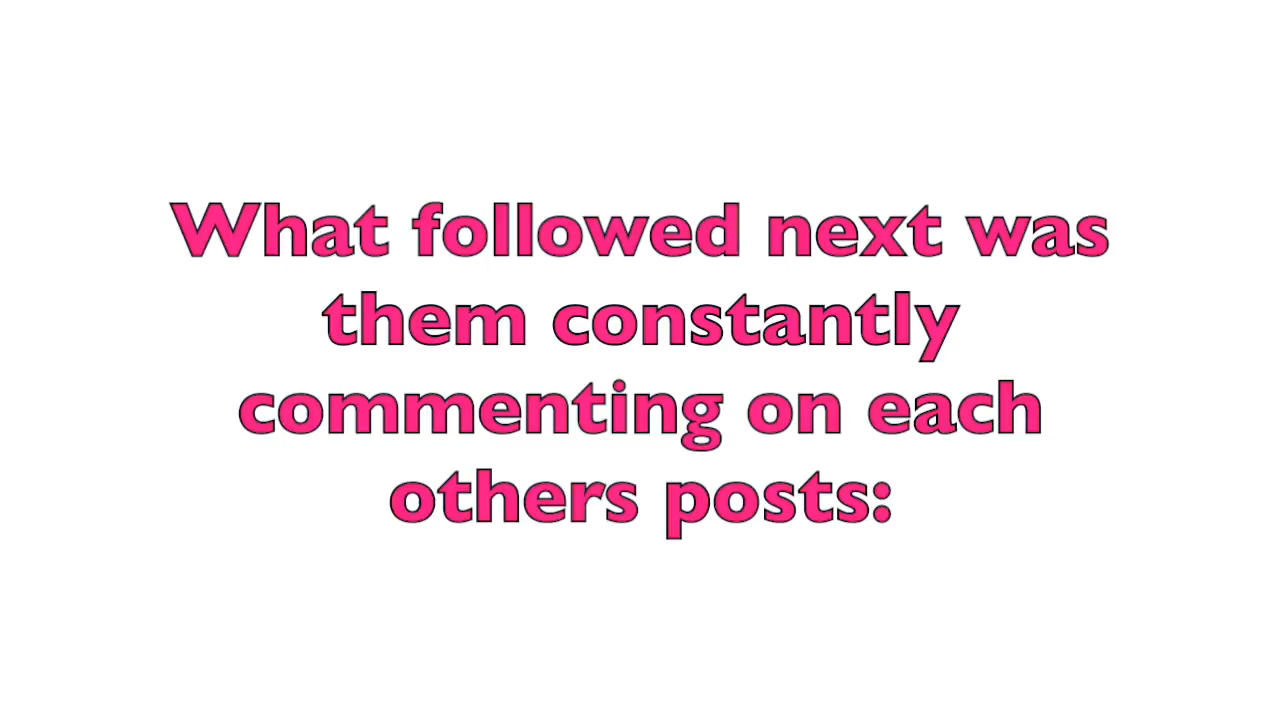 What followed next was
them constantly
commenting on each
others posts: